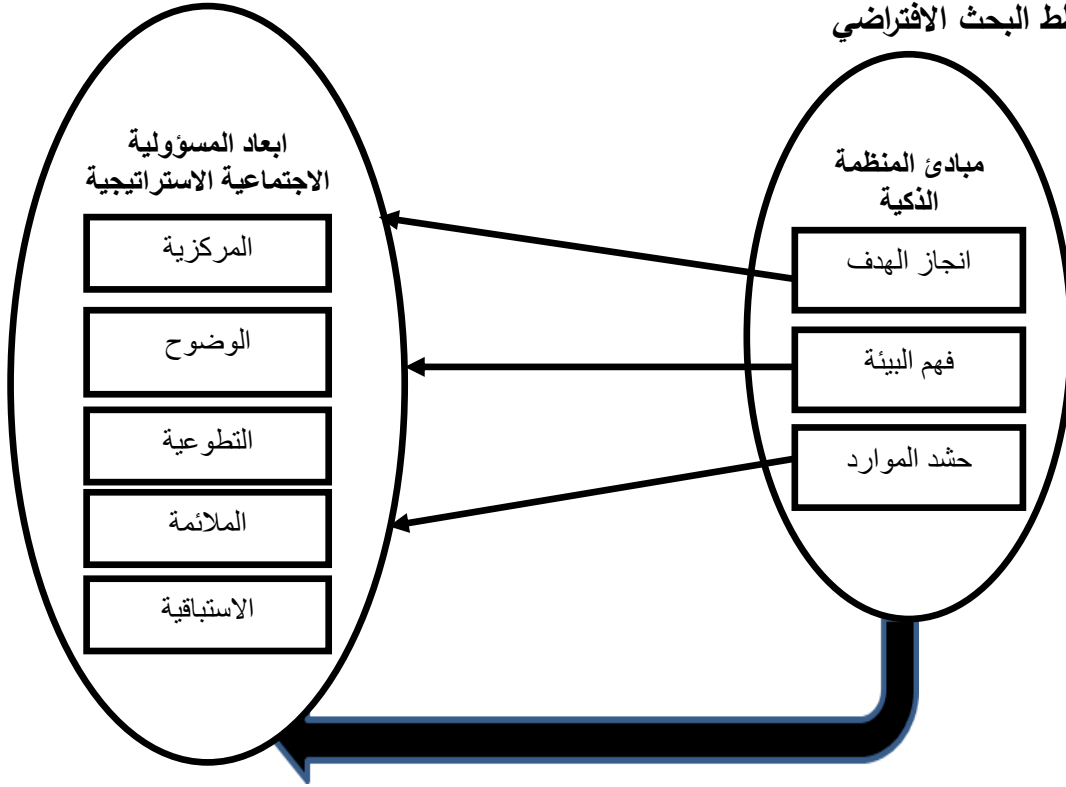 البحث الافتراضي
مبادئ المنظمة
الذكية
انجاز الهدف
فهم البيئة
حشد الموارد
ابعاد المسؤولية
الاجتماعية الاستراتيجية
المركزية
الوضوح
التطوعية
الملائمة
الاستباقية